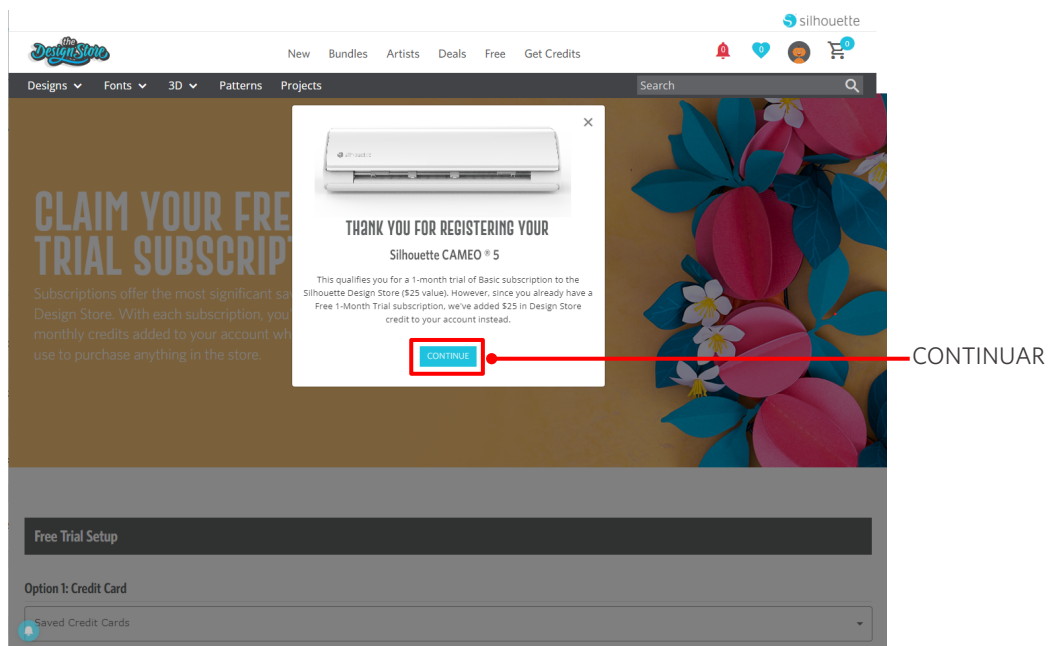 silhouette
the
Design Store
New Bundles Artists Deals Free Get Credits
0 0 0
Designs Fonts 3D Patterns Projects Search
silhouette
CLAIM YOUR FRE
TRIAL SUBSCRIP
Subscriptions offer the most significant sa
Design Store. With each subscription, you'
monthly credits added to your account wh
use to purchase anything in the store.
THANK YOU FOR REGISTERING YOUR
Silhouette CAMEO ® 5
This qualifies you for a 1-month trial of Basic subscription to the
Silhouette Design Store ($25 value). However, since you already have a
Free 1-Month Trial subscription, we've added $25 in Design Store
credit to your account instead.
CONTINUE
CONTINUAR
Free Trial Setup
Option 1: Credit Card
Saved Credit Cards